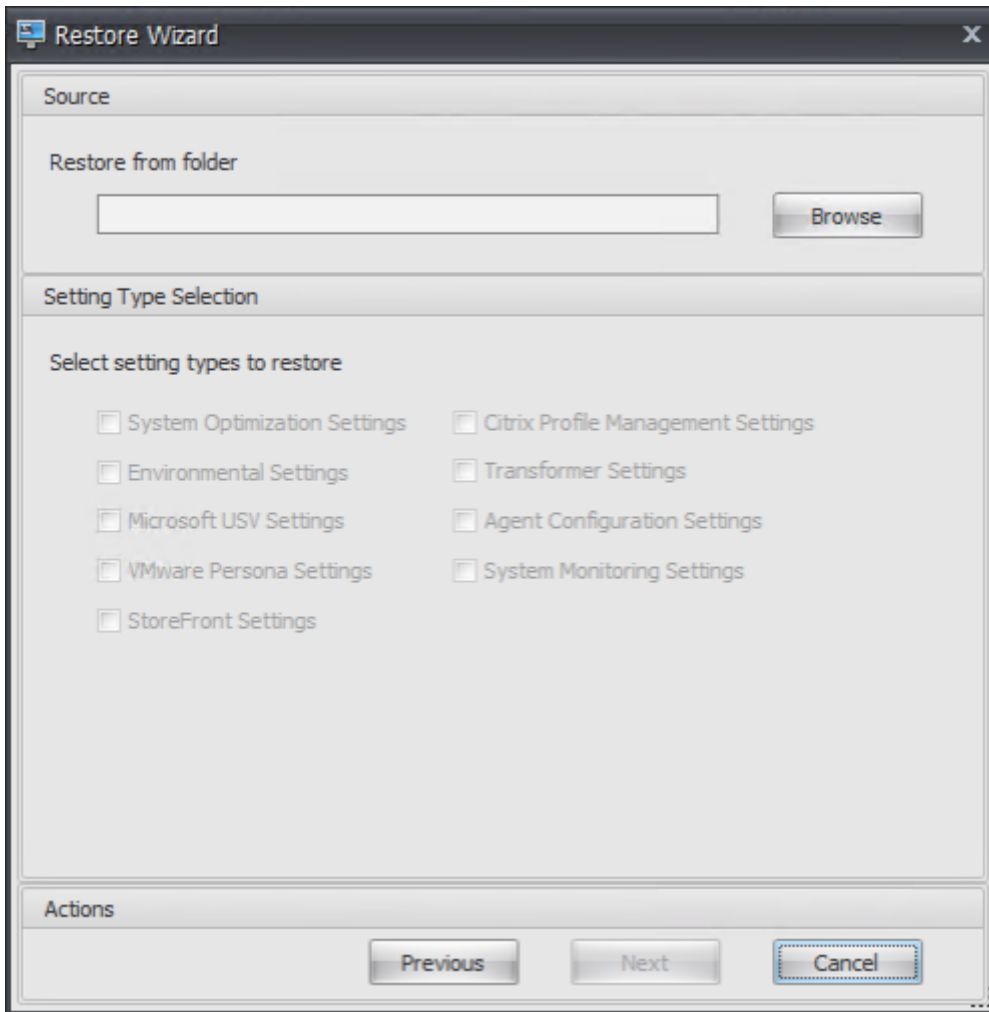 Restore Wizard
x
Source
Restore from folder
Browse
Setting Type Selection
Select setting types to restore
System Optimization Settings
Citrix Profile Management Settings
Environmental Settings
Transformer Settings
Microsoft USV Settings
Agent Configuration Settings
VMware Persona Settings
System Monitoring Settings
StoreFront Settings
Actions
Previous
Next
Cancel